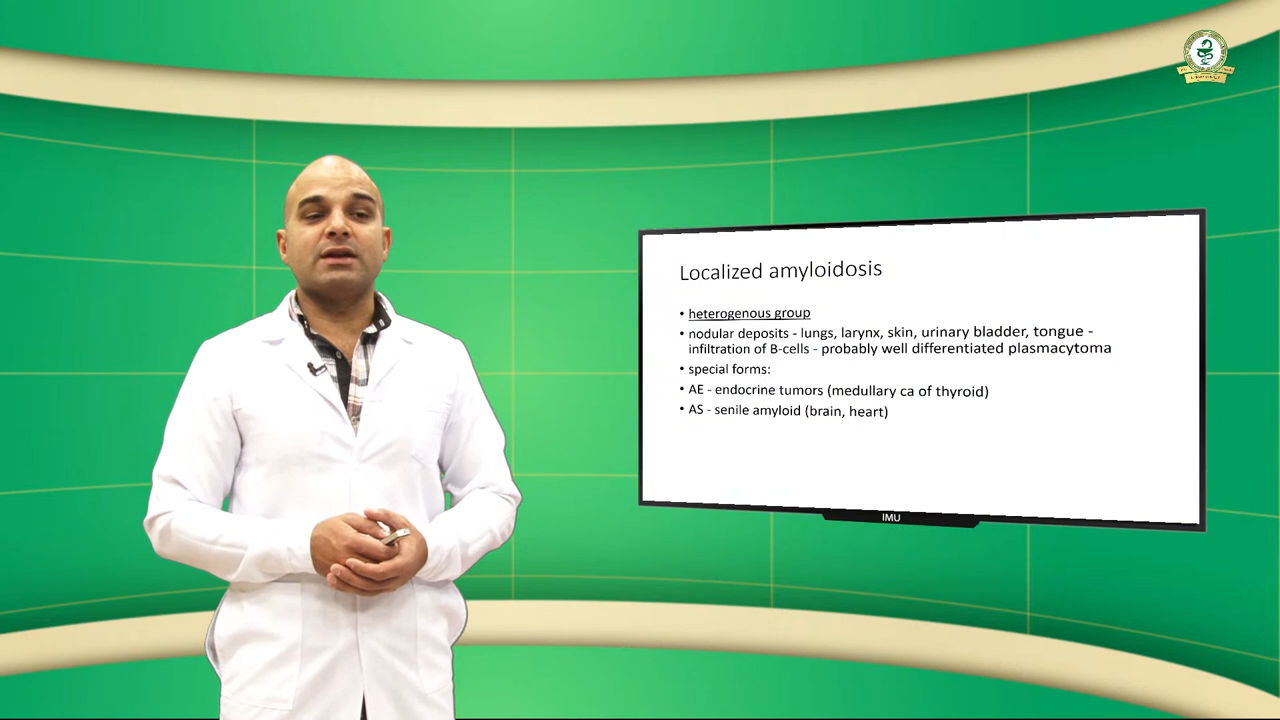 Localized amyloidosis
• heterogenous group
• nodular deposits - lungs, larynx, skin, urinary bladder, tongue -
infiltration of B-cells - probably well differentiated plasmacytoma
• special forms:
• AE - endocrine tumors (medullary ca of thyroid)
• AS - senile amyloid (brain, heart)
IMU